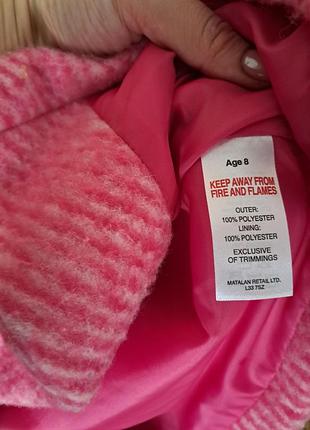 Age 8
KEEP AWAY FROM
FIRE AND FLAMES
OUTER:
100% POLYESTER
LINING:
100% POLYESTER
EXCLUSIVE
OF TRIMMINGS
MATALAN RETAIL LTD.
L33 7SZ